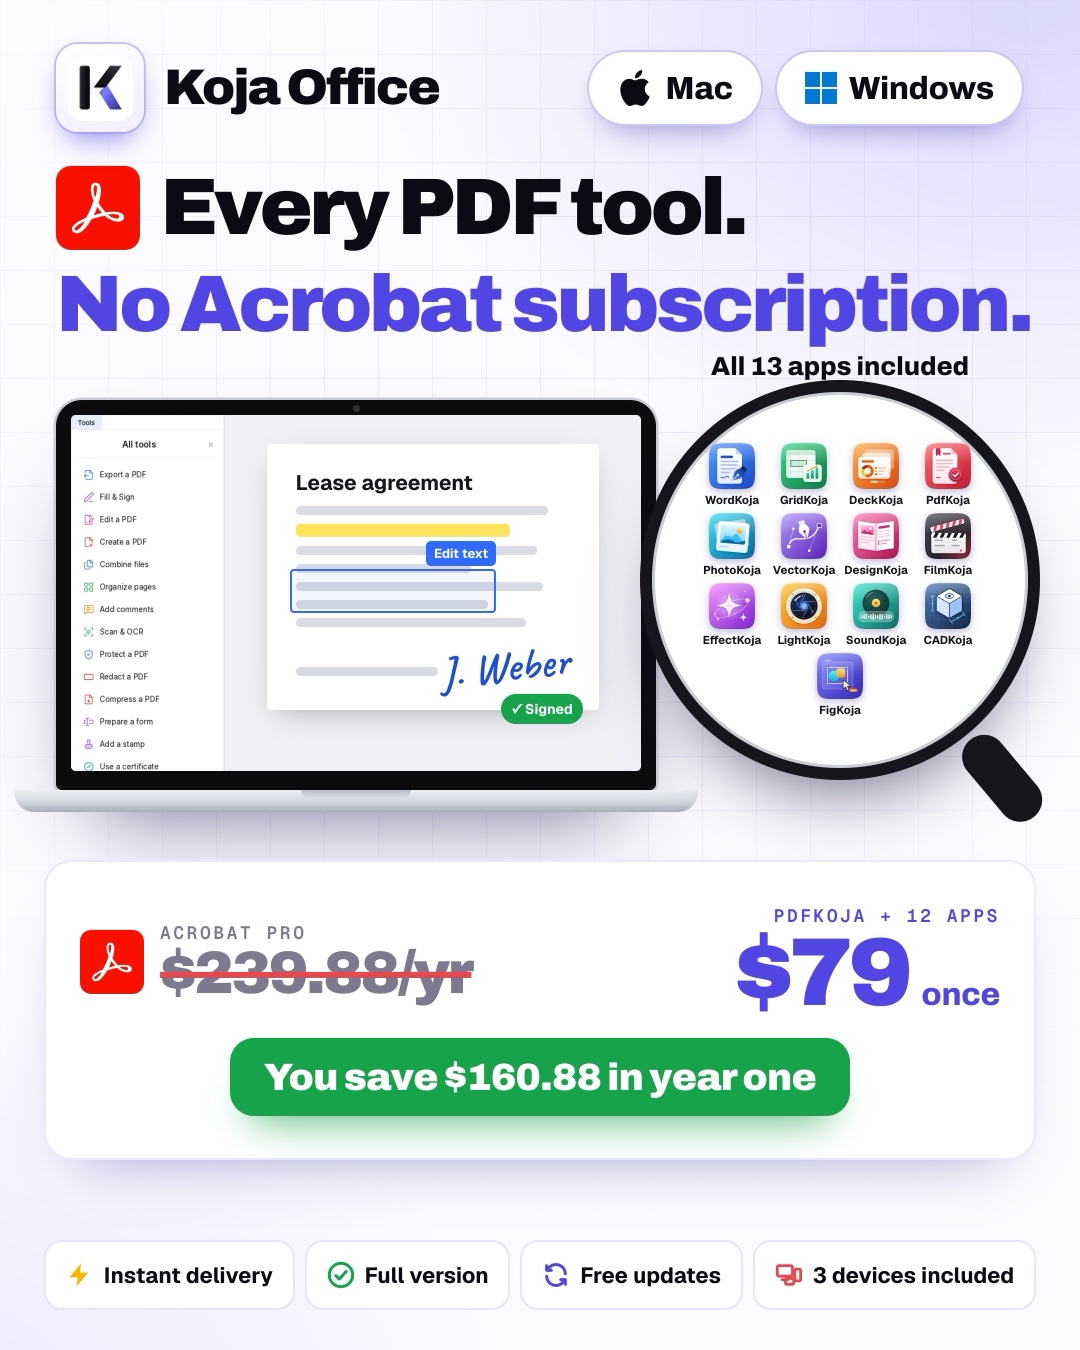 Koja Office
Mac
Windows
Every PDF tool.
No Acrobat subscription.
All 13 apps included
Tools
All tools
Export a PDF
Fill & Sign
Edit a PDF
Create a PDF
Combine files
Organize pages
Add comments
Scan & OCR
Protect a PDF
Redact a PDF
Compress a PDF
Prepare a form
Add a stamp
Use a certificate
Lease agreement
Edit text
J. Weber
✓ Signed
WordKoja GridKoja DeckKoja PdfKoja
PhotoKoja VectorKoja DesignKoja FilmKoja
EffectKoja LightKoja SoundKoja CADKoja
FigKoja
ACROBAT PRO
$239.88/yr
PDFKOJA + 12 APPS
$79 once
You save $160.88 in year one
Instant delivery
Full version
Free updates
3 devices included